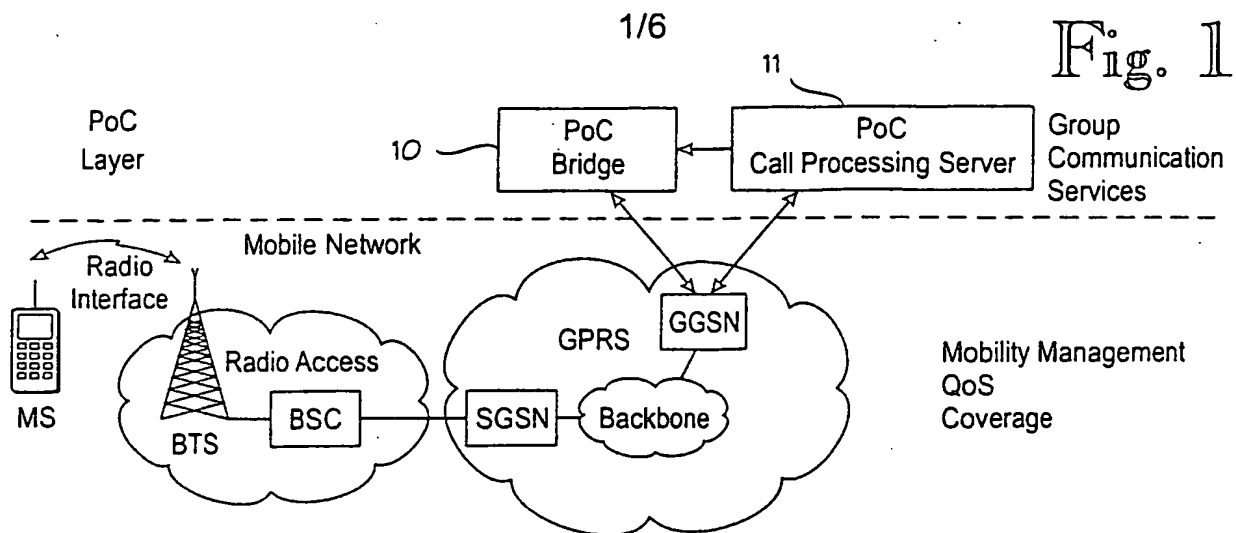 1/6
Fig. 1
11
PoC
Layer
10
PoC
Bridge
PoC
Call Processing Server
Group
Communication
Services
Mobile Network
Radio
Interface
GGSN
GPRS
Radio Access
Mobility Management
QoS
Coverage
MS
BTS
BSC
SGSN
Backbone